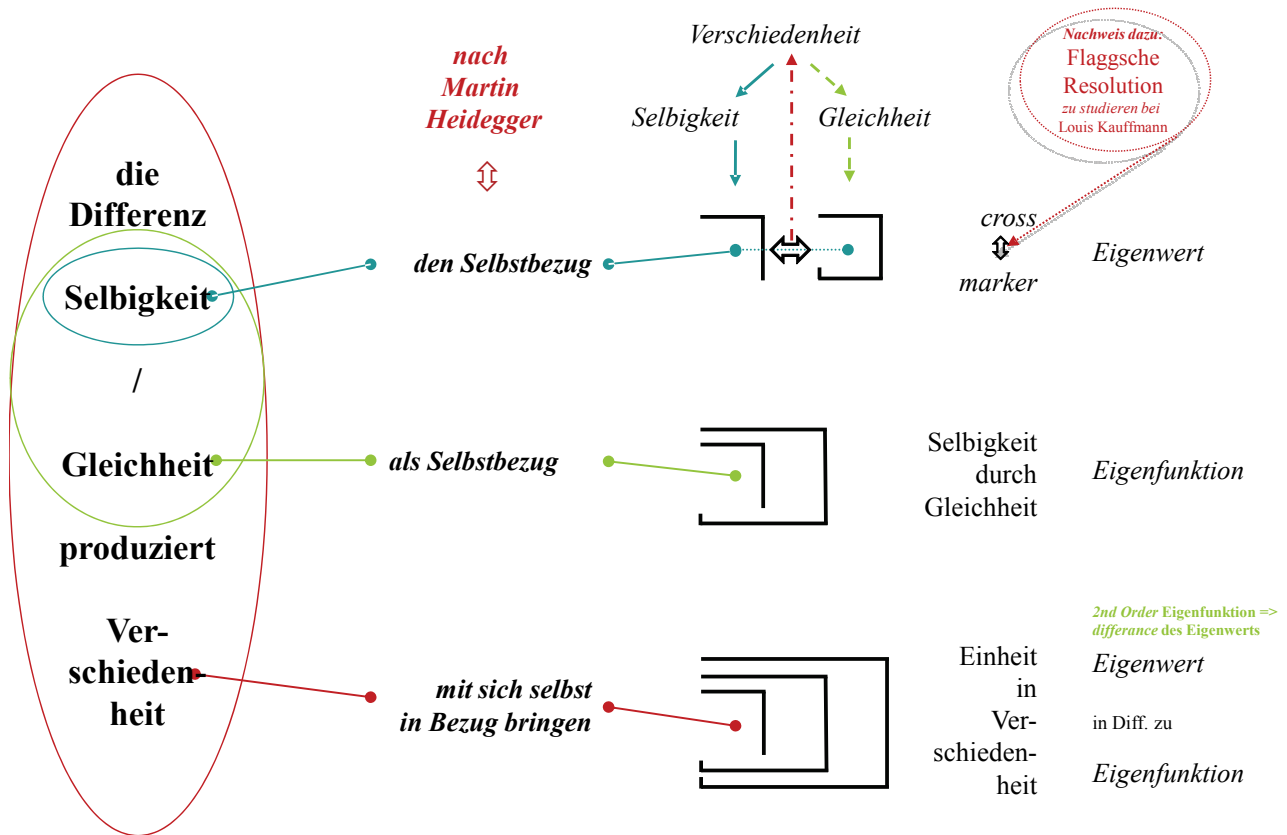 die
Differenz
Selbigkeit
/
Gleichheit
produziert
Ver-
schieden-
heit
nach
Martin
Heidegger
Verschiedenheit
Selbigkeit
Gleichheit
Nachweis dazu:
Flaggsche
Resolution
zu studieren bei
Louis Kauffmann
den Selbstbezug
cross
marker
Eigenwert
als Selbstbezug
Selbigkeit
durch
Gleichheit
Eigenfunktion
mit sich selbst
in Bezug bringen
Einheit
in
Ver-
schieden-
heit
2nd Order Eigenfunktion =>
differance des Eigenwerts
Eigenwert
in Diff. zu
Eigenfunktion